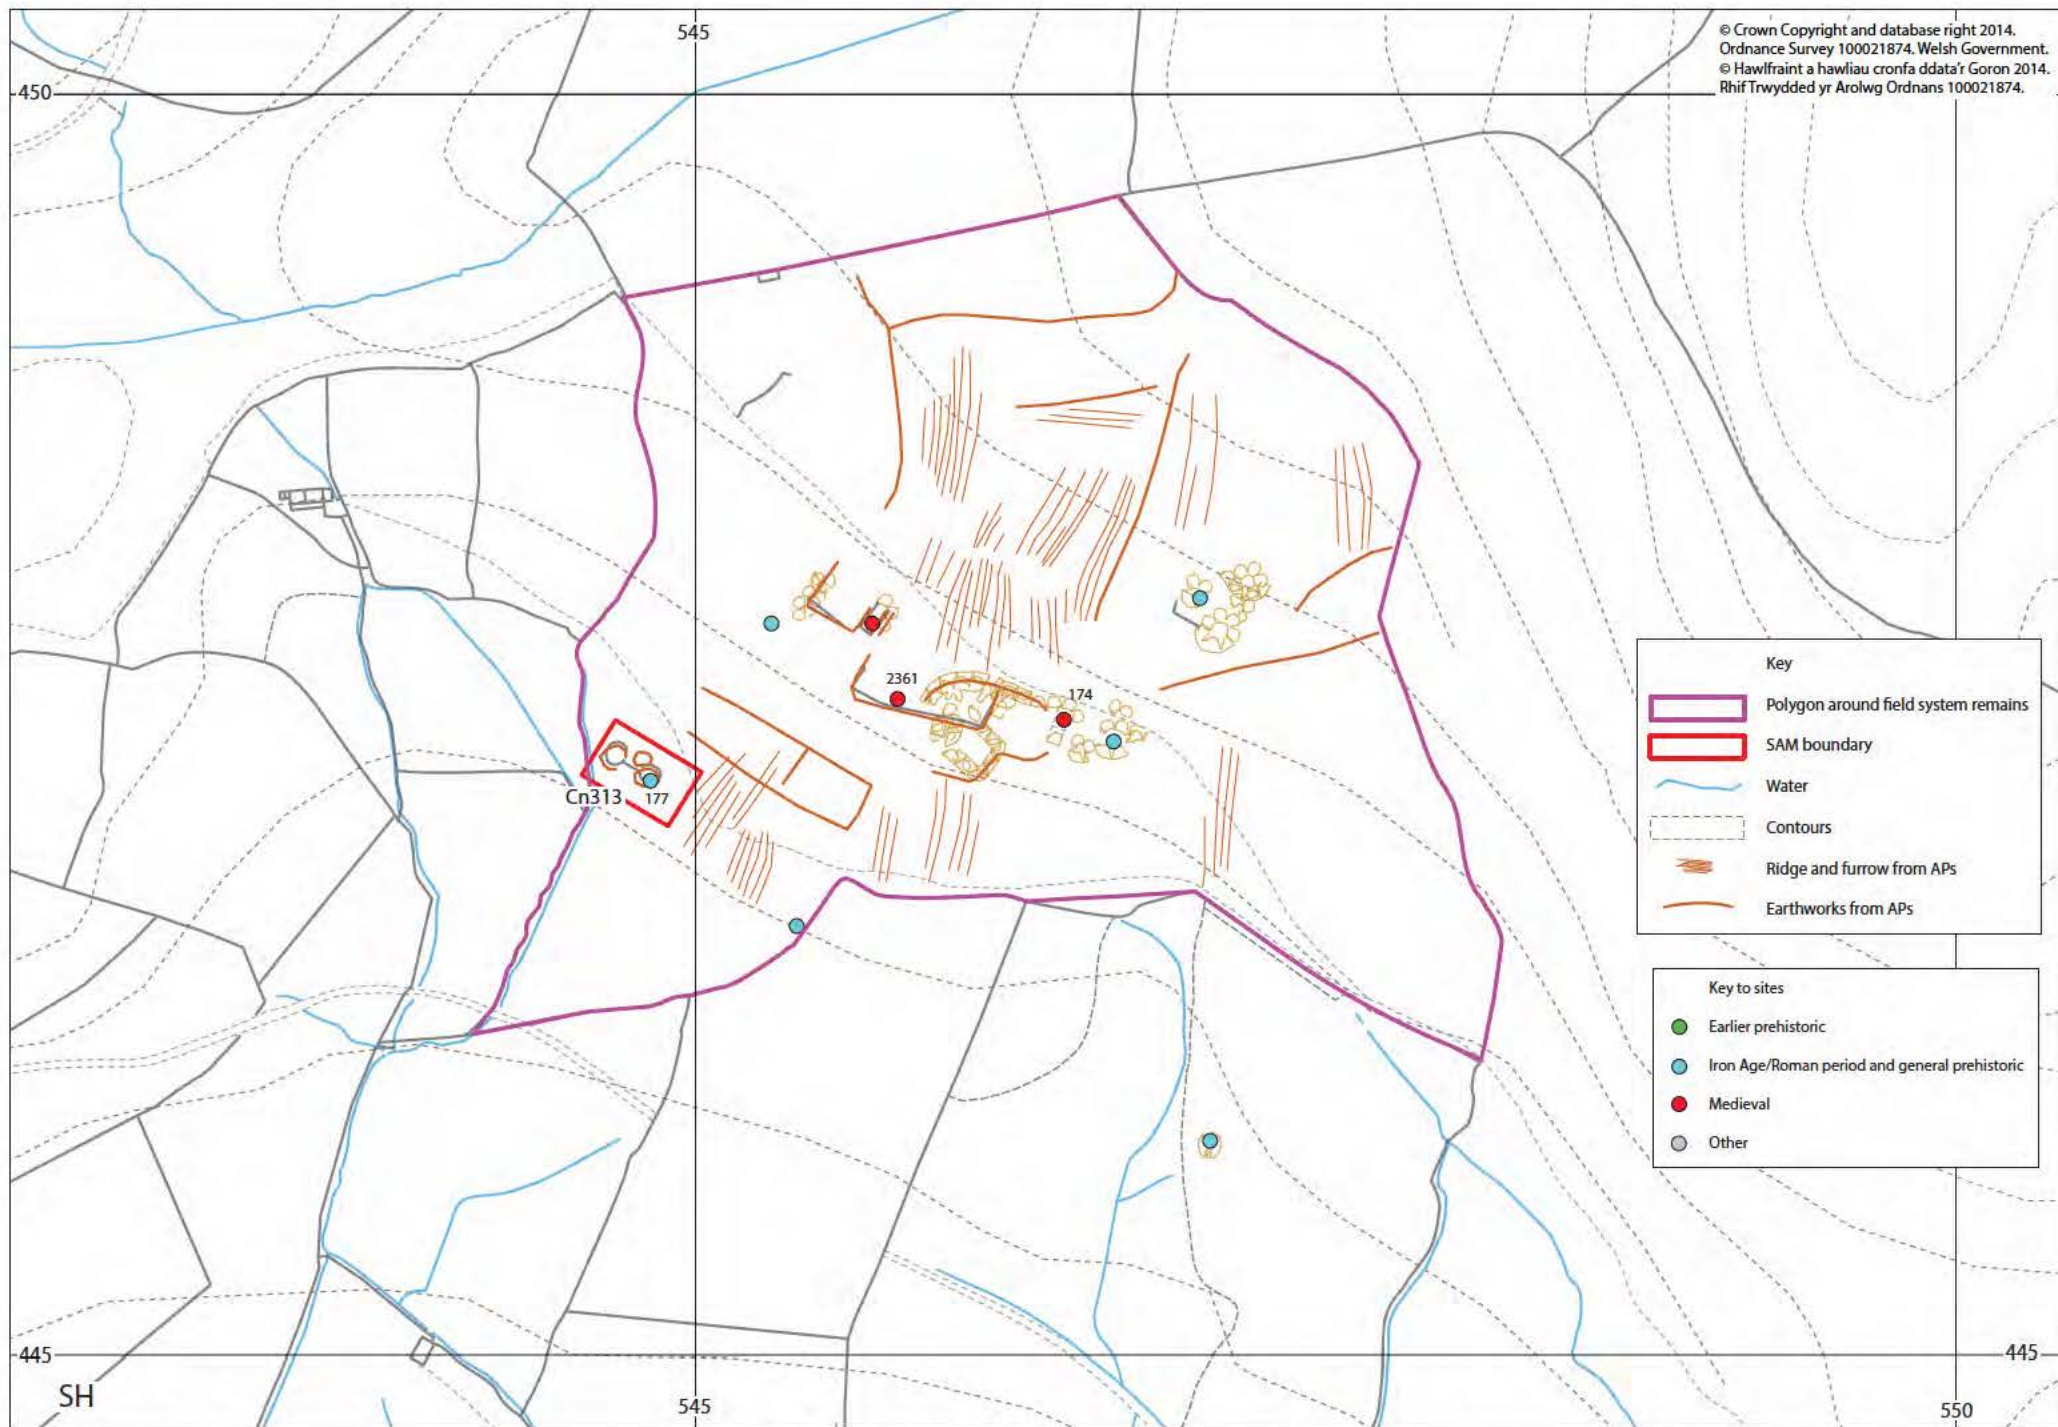 545
© Crown Copyright and database right 2014.
Ordnance Survey 100021874. Welsh Government.
© Hawlfraint a hawliau cronfa ddata'r Goron 2014.
Rhif Trwydded yr Arolwg Ordnans 100021874.
450
2361
174
Cn313
177
Key
Polygon around field system remains
SAM boundary
Water
Contours
Ridge and furrow from APs
Earthworks from APs
Key to sites
Earlier prehistoric
Iron Age/Roman period and general prehistoric
Medieval
Other
445
445
SH
545
550